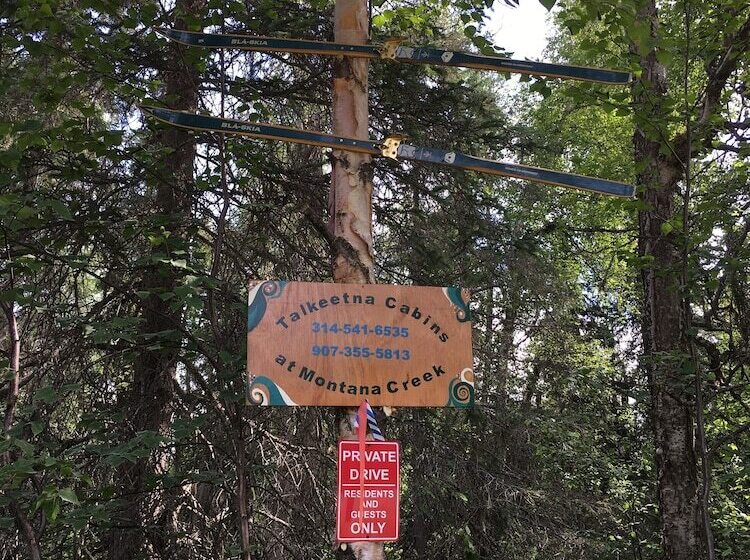 BLA-SKIA
BLA-SKIA
Talkeetna Cabins
314-541-6535
907-355-5813
at Montana Creek
PRIVATE
DRIVE
RESIDENTS
AND
GUESTS
ONLY